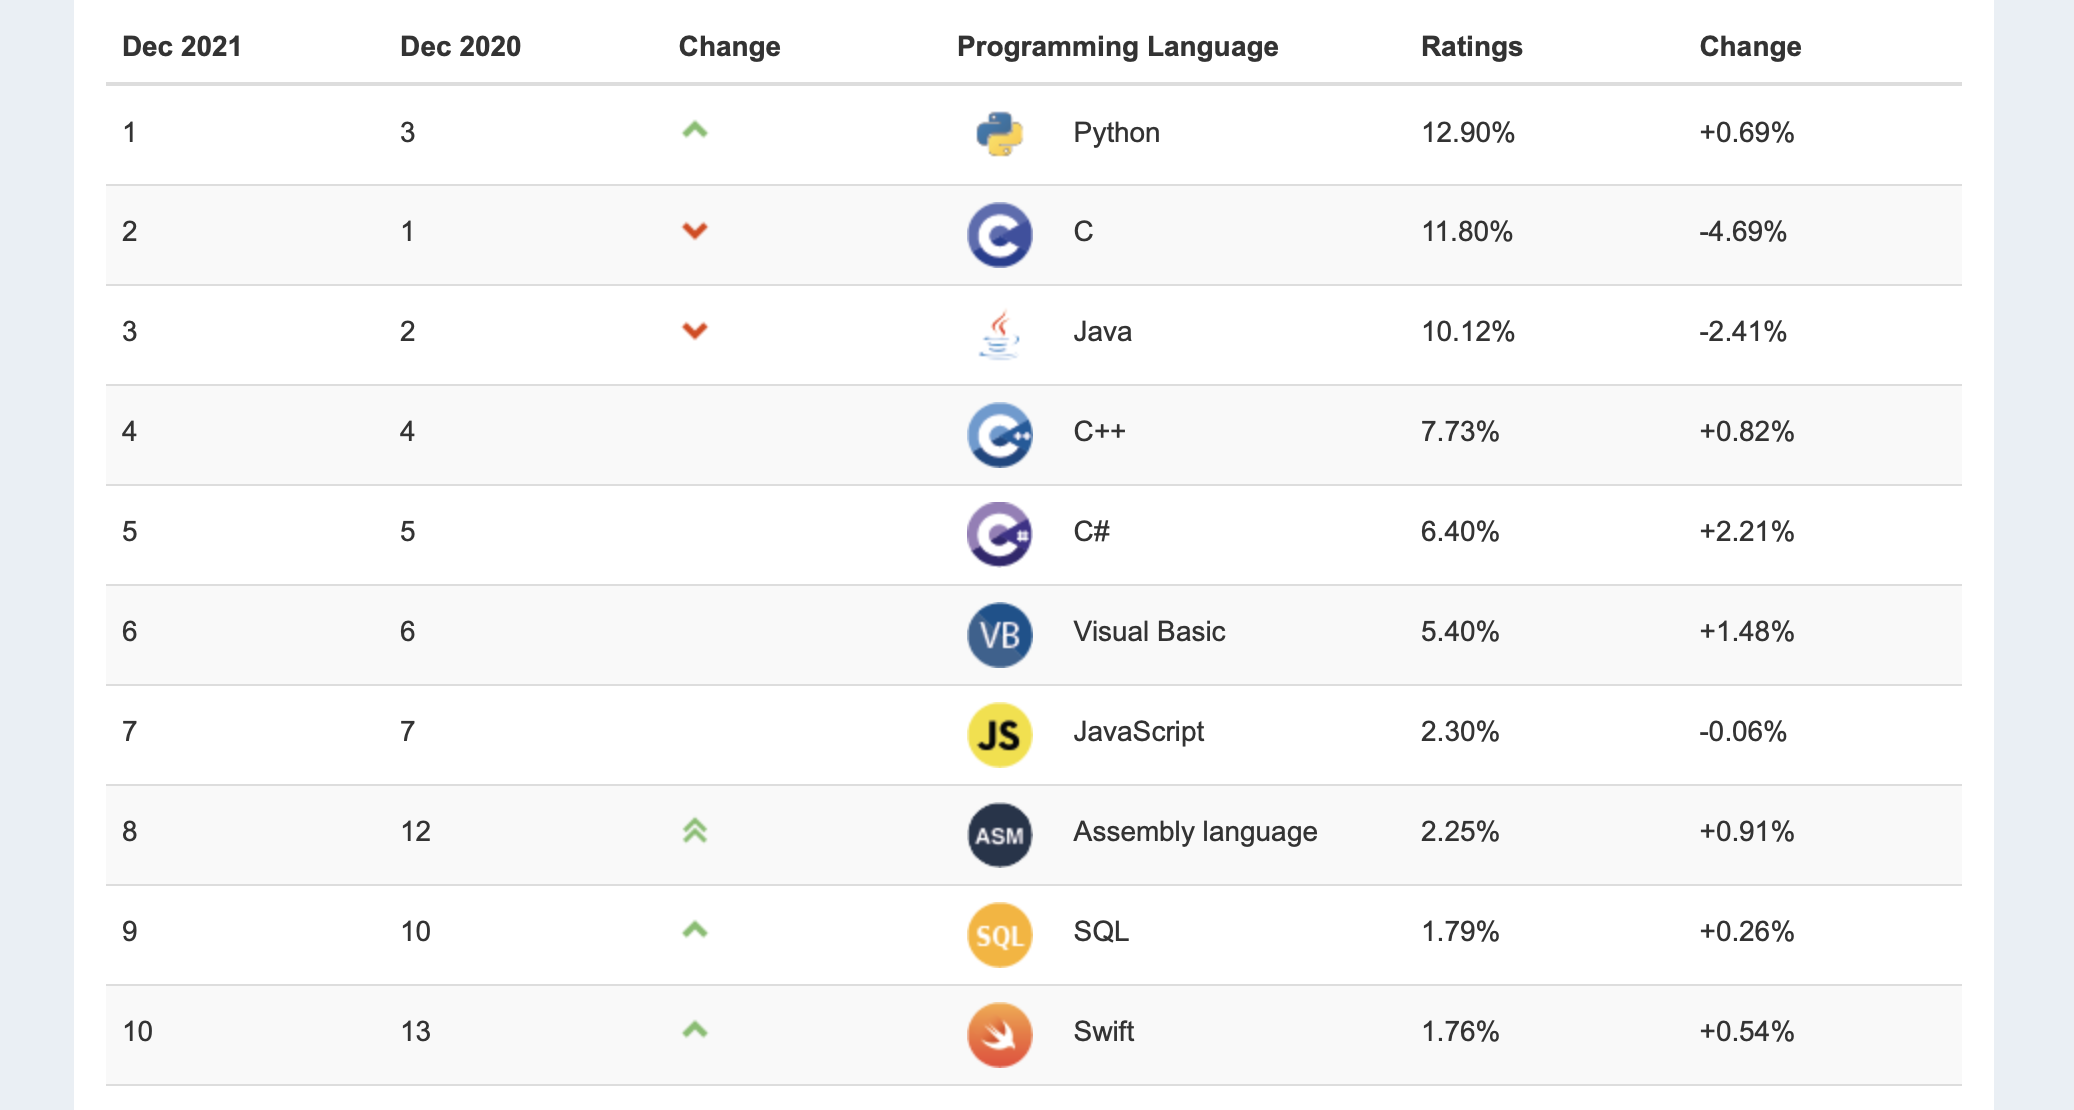 Dec 2021 Dec 2020 Change Programming Language Ratings Change
1 3 Python 12.90% +0.69%
2 1 C C 11.80% -4.69%
3 2 Java 10.12% -2.41%
4 4 C++ C++ 7.73% +0.82%
5 5 C# C# 6.40% +2.21%
6 6 VB Visual Basic 5.40% +1.48%
7 7 JS JavaScript 2.30% -0.06%
8 12 ASM Assembly language 2.25% +0.91%
9 10 SQL SQL 1.79% +0.26%
10 13 Swift 1.76% +0.54%